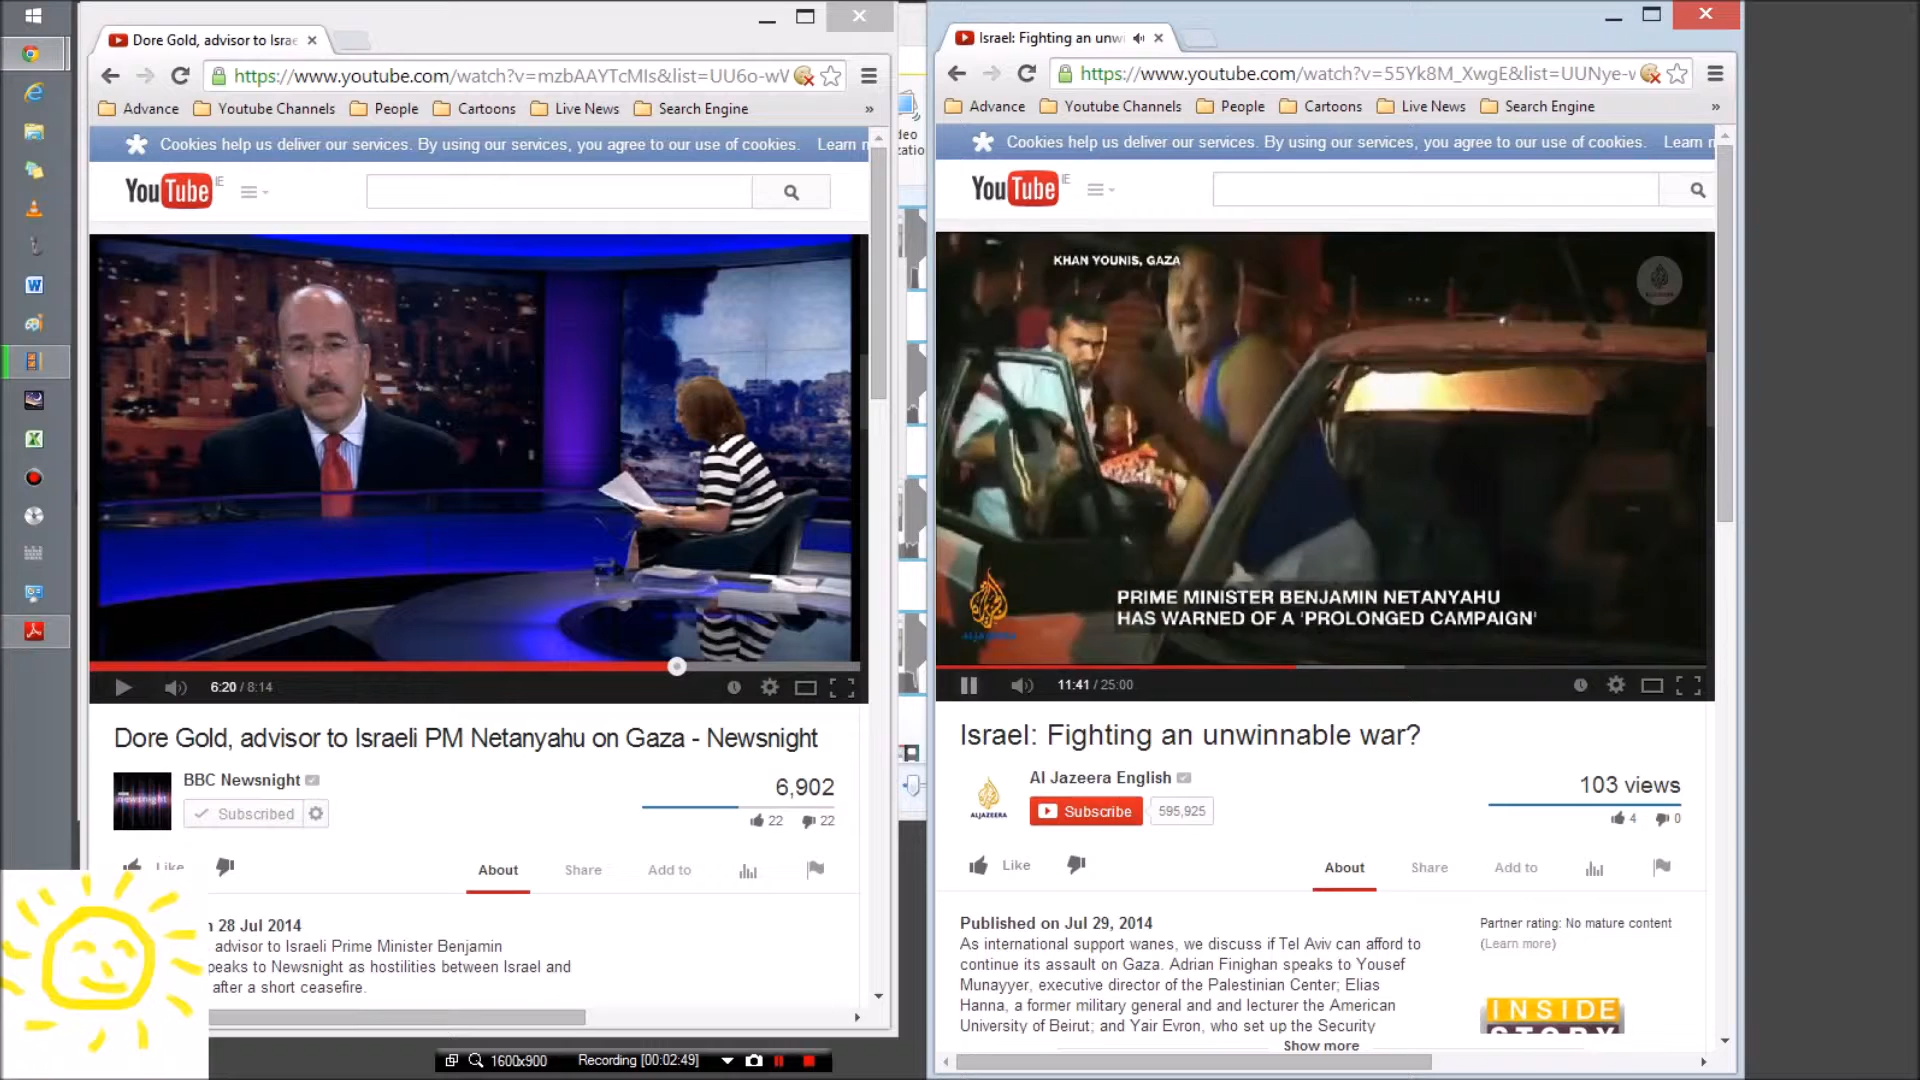 Dore Gold, advisor to Israe
https://www.youtube.com/watch?v=mzbAAYTcMIs&list=UU6o-wV
Advance Youtube Channels People Cartoons Live News Search Engine »
Cookies help us deliver our services. By using our services, you agree to our use of cookies. Learn
YouTube IE
6:20 / 8:14
Dore Gold, advisor to Israeli PM Netanyahu on Gaza - Newsnight
BBC Newsnight
newsnight
Subscribed
6,902
22 22
Like
About Share Add to
28 Jul 2014
advisor to Israeli Prime Minister Benjamin
peaks to Newsnight as hostilities between Israel and
after a short ceasefire.
1600x900 Recording [00:02:49]
deo
zatio
Israel: Fighting an unw
https://www.youtube.com/watch?v=55Yk8M_XwgE&list=UUNye-w
Advance Youtube Channels People Cartoons Live News Search Engine »
Cookies help us deliver our services. By using our services, you agree to our use of cookies. Learn
YouTube IE
KHAN YOUNIS, GAZA
ALJAZEERA
PRIME MINISTER BENJAMIN NETANYAHU
HAS WARNED OF A 'PROLONGED CAMPAIGN'
11:41 / 25:00
Israel: Fighting an unwinnable war?
Al Jazeera English
ALJAZEERA
Subscribe 595,925
103 views
4 0
Like
About Share Add to
Published on Jul 29, 2014
As international support wanes, we discuss if Tel Aviv can afford to
continue its assault on Gaza. Adrian Finighan speaks to Yousef
Munayyer, executive director of the Palestinian Center; Elias
Hanna, a former military general and and lecturer the American
University of Beirut; and Yair Evron, who set up the Security
Show more
Partner rating: No mature content
(Learn more)
INSIDE
STORY